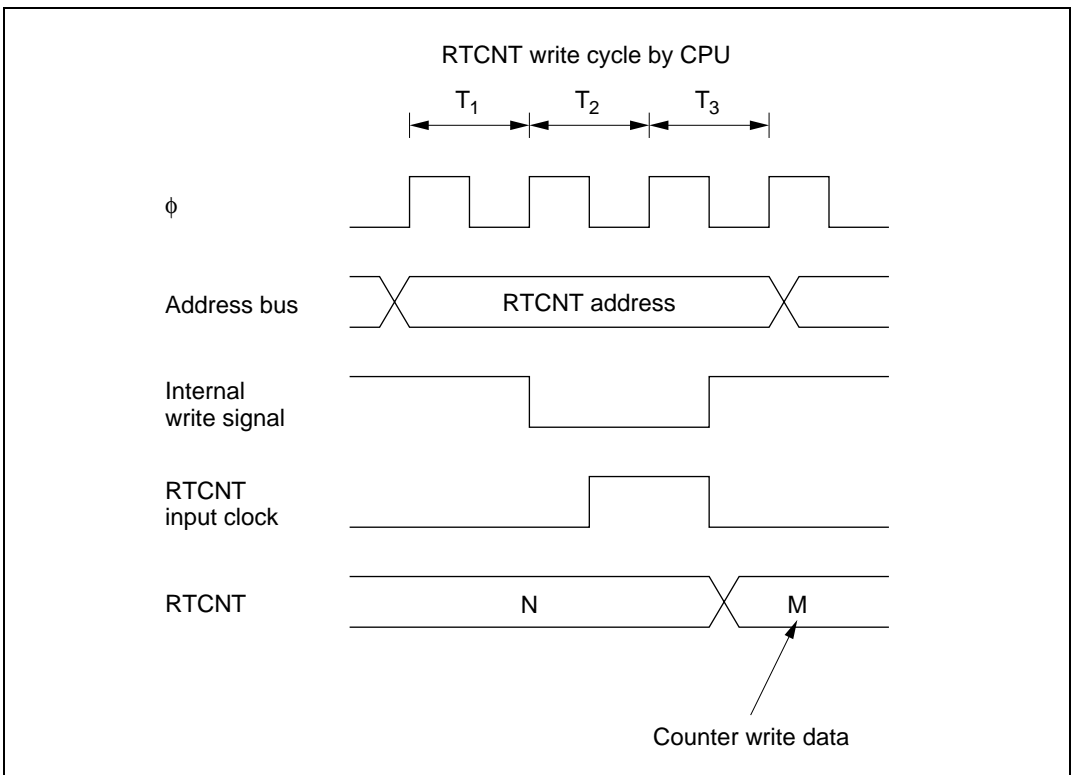 RTCNT write cycle by CPU
T₁ T₂ T₃
ϕ
Address bus RTCNT address
Internal
write signal
RTCNT
input clock
RTCNT N M
Counter write data